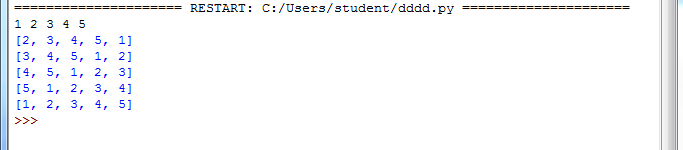 ===================== RESTART: C:/Users/student/dddd.py =====================
1 2 3 4 5
[2, 3, 4, 5, 1]
[3, 4, 5, 1, 2]
[4, 5, 1, 2, 3]
[5, 1, 2, 3, 4]
[1, 2, 3, 4, 5]
>>>